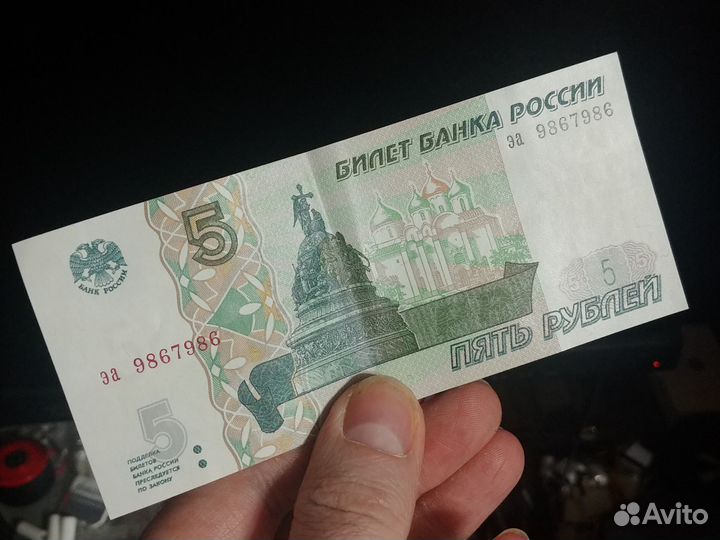 БИЛЕТ БАНКА РОССИИ
эа 9867986
5
БАНК РОССИИ
5
ПЯТЬ РУБЛЕЙ
эа 9867986
5
ПОДДЕЛКА
БИЛЕТОВ
БАНКА РОССИИ
ПРЕСЛЕДУЕТСЯ
ПО ЗАКОНУ
Avito